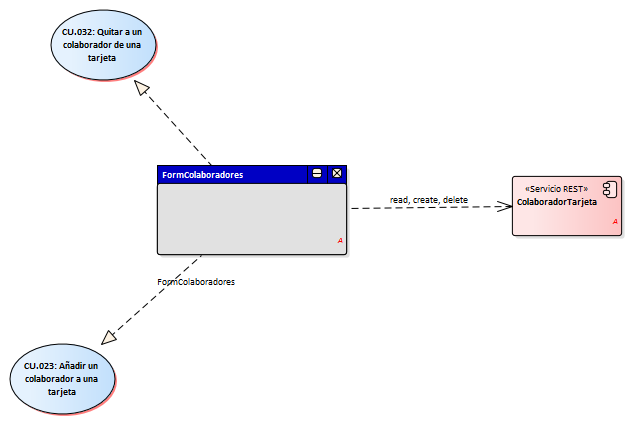 CU.032: Quitar a un
colaborador de una
tarjeta
FormColaboradores
A
read, create, delete
«Servicio REST»
ColaboradorTarjeta
A
FormColaboradores
CU.023: Añadir un
colaborador a una
tarjeta